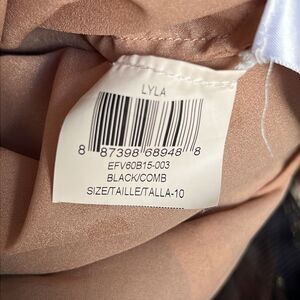 LYLA
8 87398 68948 8
EFV60B15-003
BLACK/COMB
SIZE/TAILLE/TALLA-10